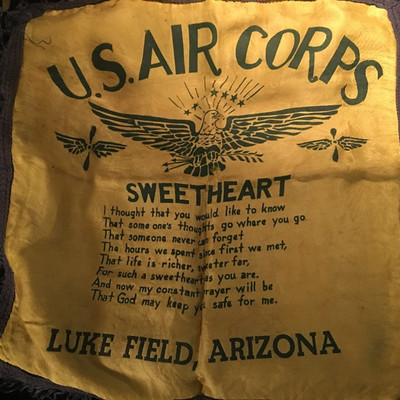 U.S. AIR CORPS
SWEETHEART
I thought that you would like to know
That some one's thoughts go where you go
That someone never can forget
The hours we spent since first we met,
That life is richer, sweeter far,
For such a sweetheart as you are.
And now my constant prayer will be
That God may keep you safe for me.
LUKE FIELD, ARIZONA